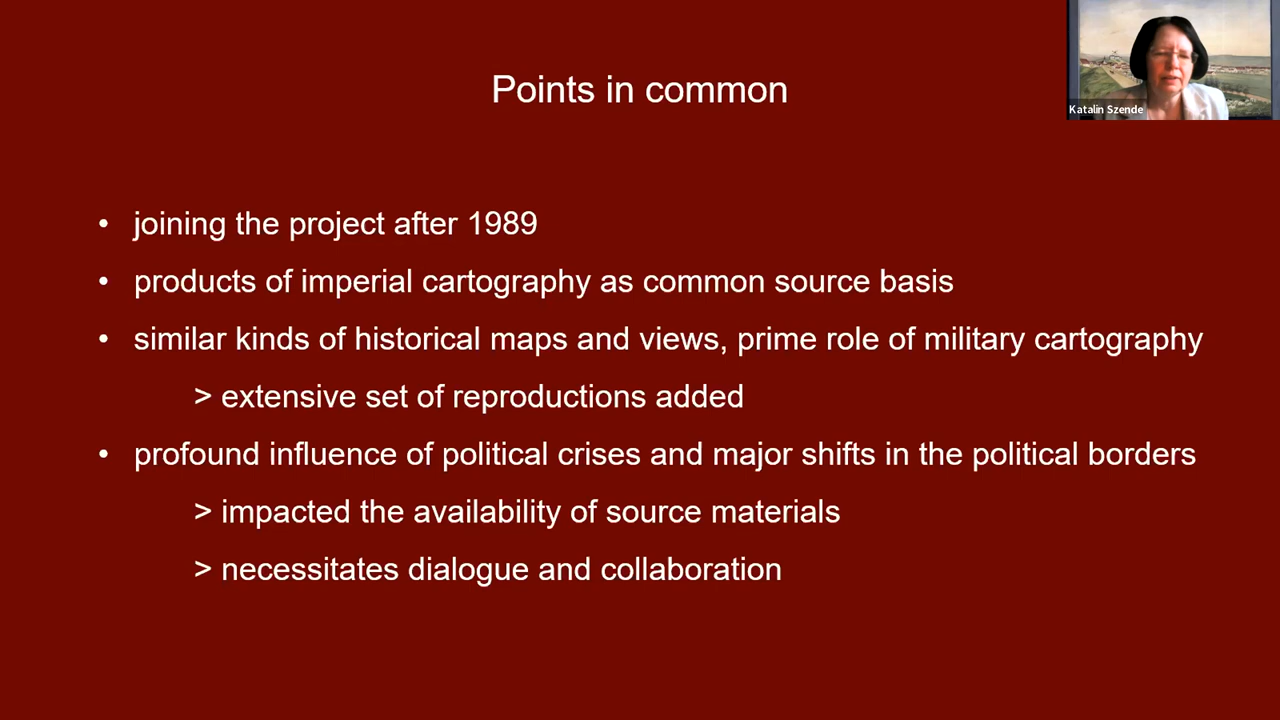 Points in common
Katalin Szende
• joining the project after 1989
• products of imperial cartography as common source basis
• similar kinds of historical maps and views, prime role of military cartography
> extensive set of reproductions added
• profound influence of political crises and major shifts in the political borders
> impacted the availability of source materials
> necessitates dialogue and collaboration